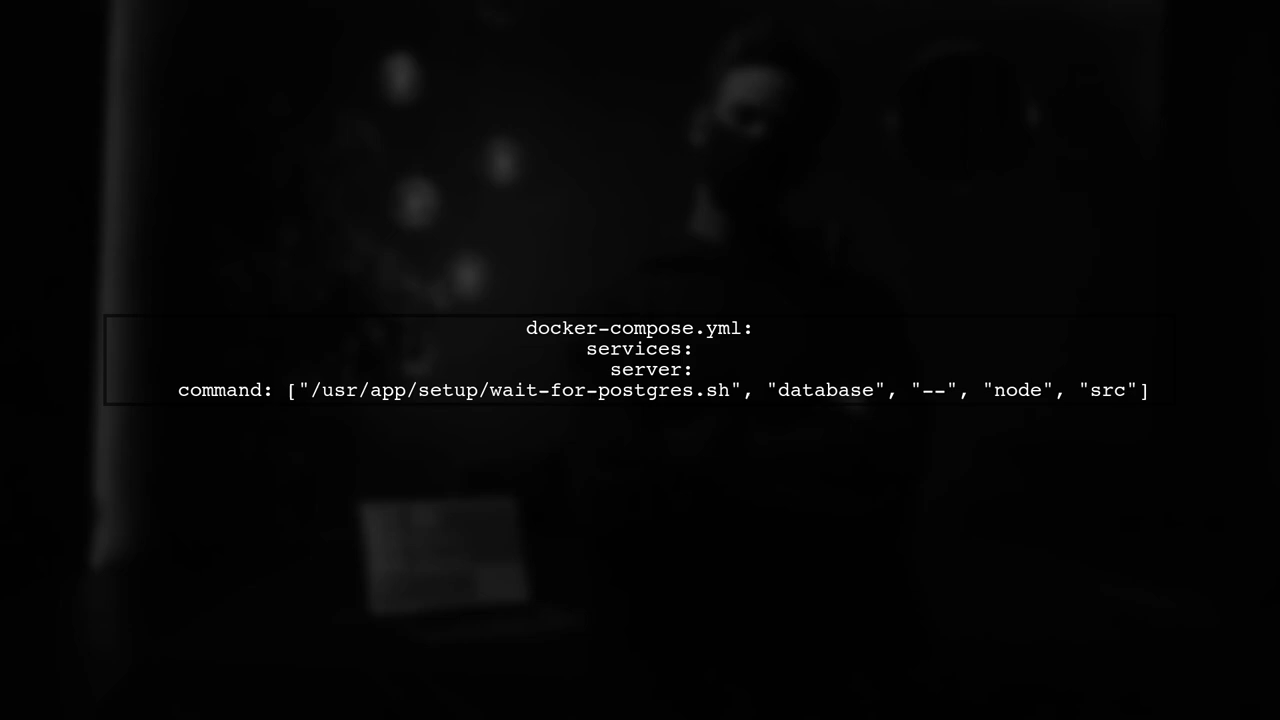 docker-compose.yml:
services:
server:
command: ["/usr/app/setup/wait-for-postgres.sh", "database", "--", "node", "src"]